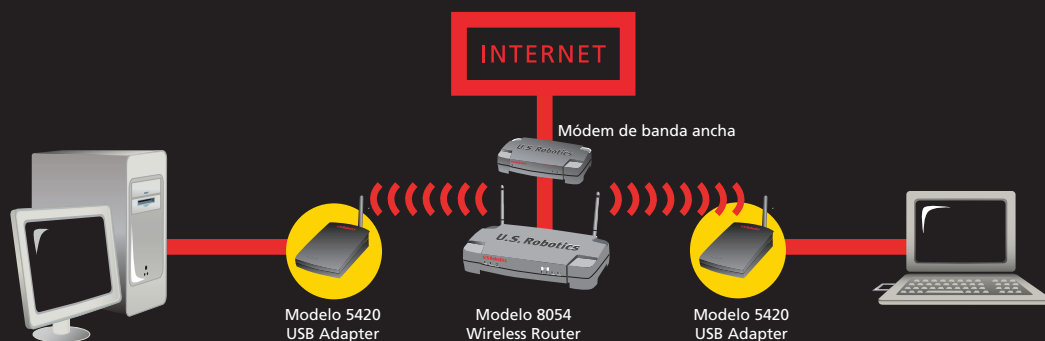 INTERNET
Módem de banda ancha
U.S. Robotics
U.S. Robotics
Modelo 5420
USB Adapter
Modelo 8054
Wireless Router
Modelo 5420
USB Adapter